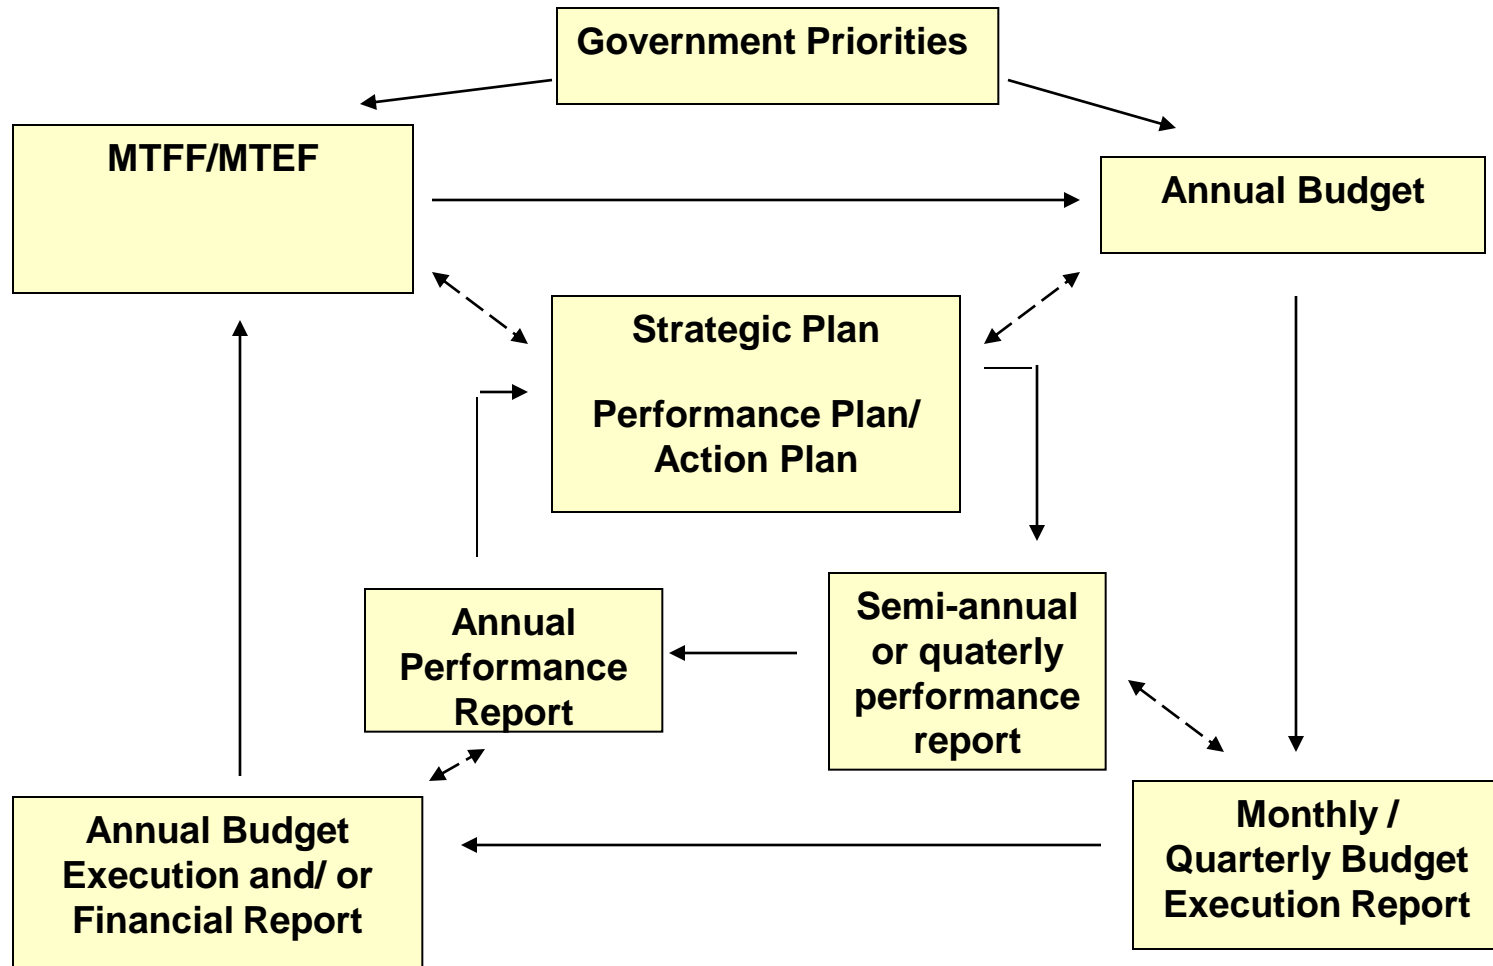 Government Priorities
MTFF/MTEF
Annual Budget
Strategic Plan
Performance Plan/
Action Plan
Annual
Performance
Report
Semi-annual
or quaterly
performance
report
Annual Budget
Execution and/ or
Financial Report
Monthly /
Quarterly Budget
Execution Report